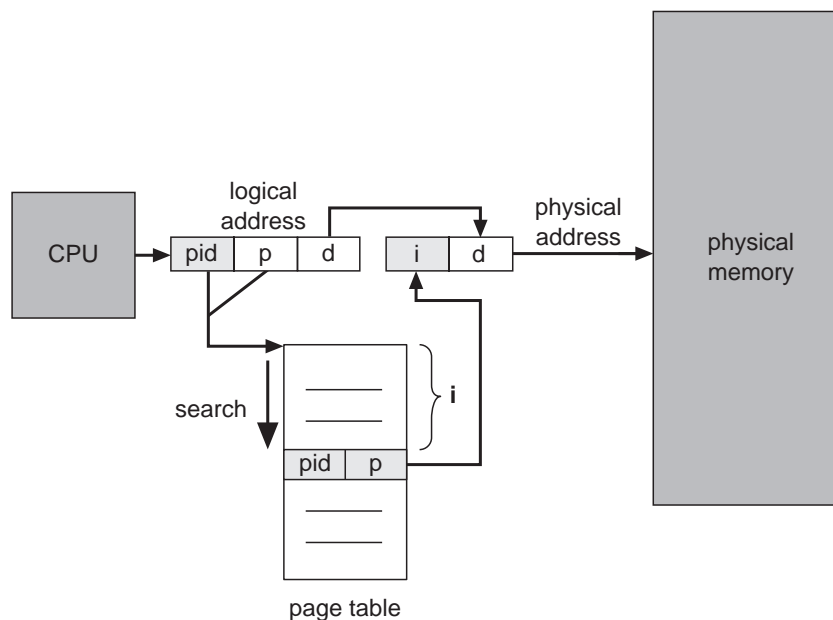 logical
address
physical
address
CPU
pid p d
i d
physical
memory
search
i
pid p
page table